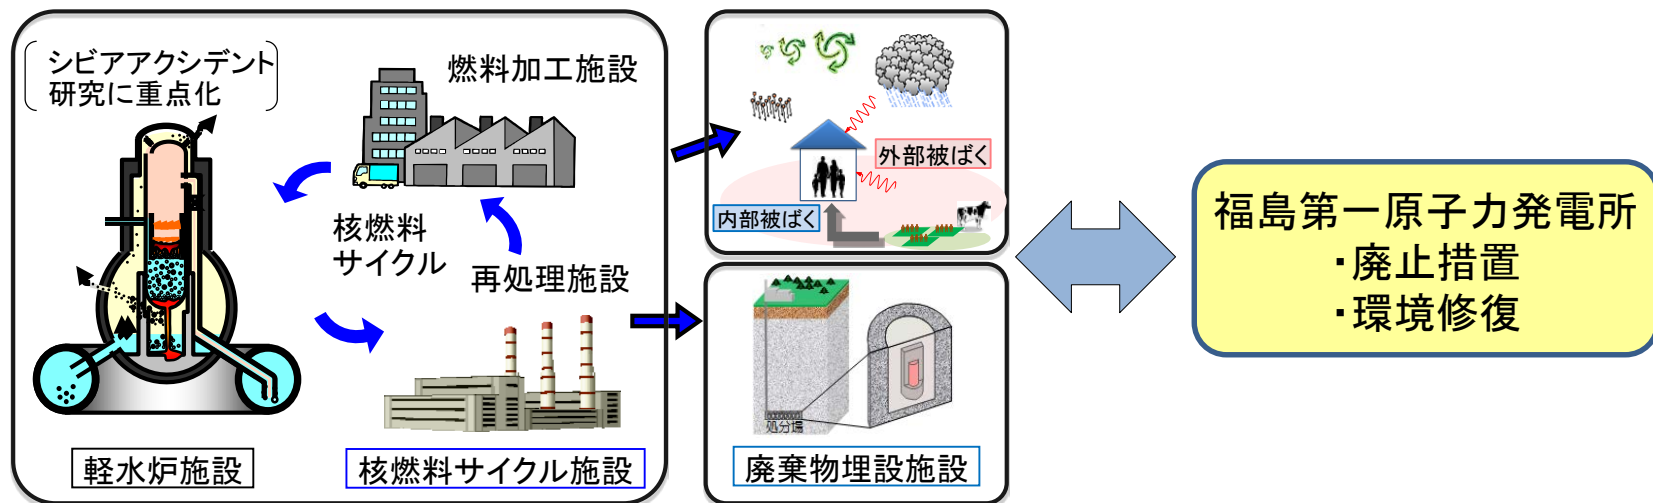 シビアアクシデント
研究に重点化
燃料加工施設
核燃料
サイクル
再処理施設
軽水炉施設
核燃料サイクル施設
外部被ばく
内部被ばく
処分場
廃棄物埋設施設
福島第一原子力発電所
・廃止措置
・環境修復